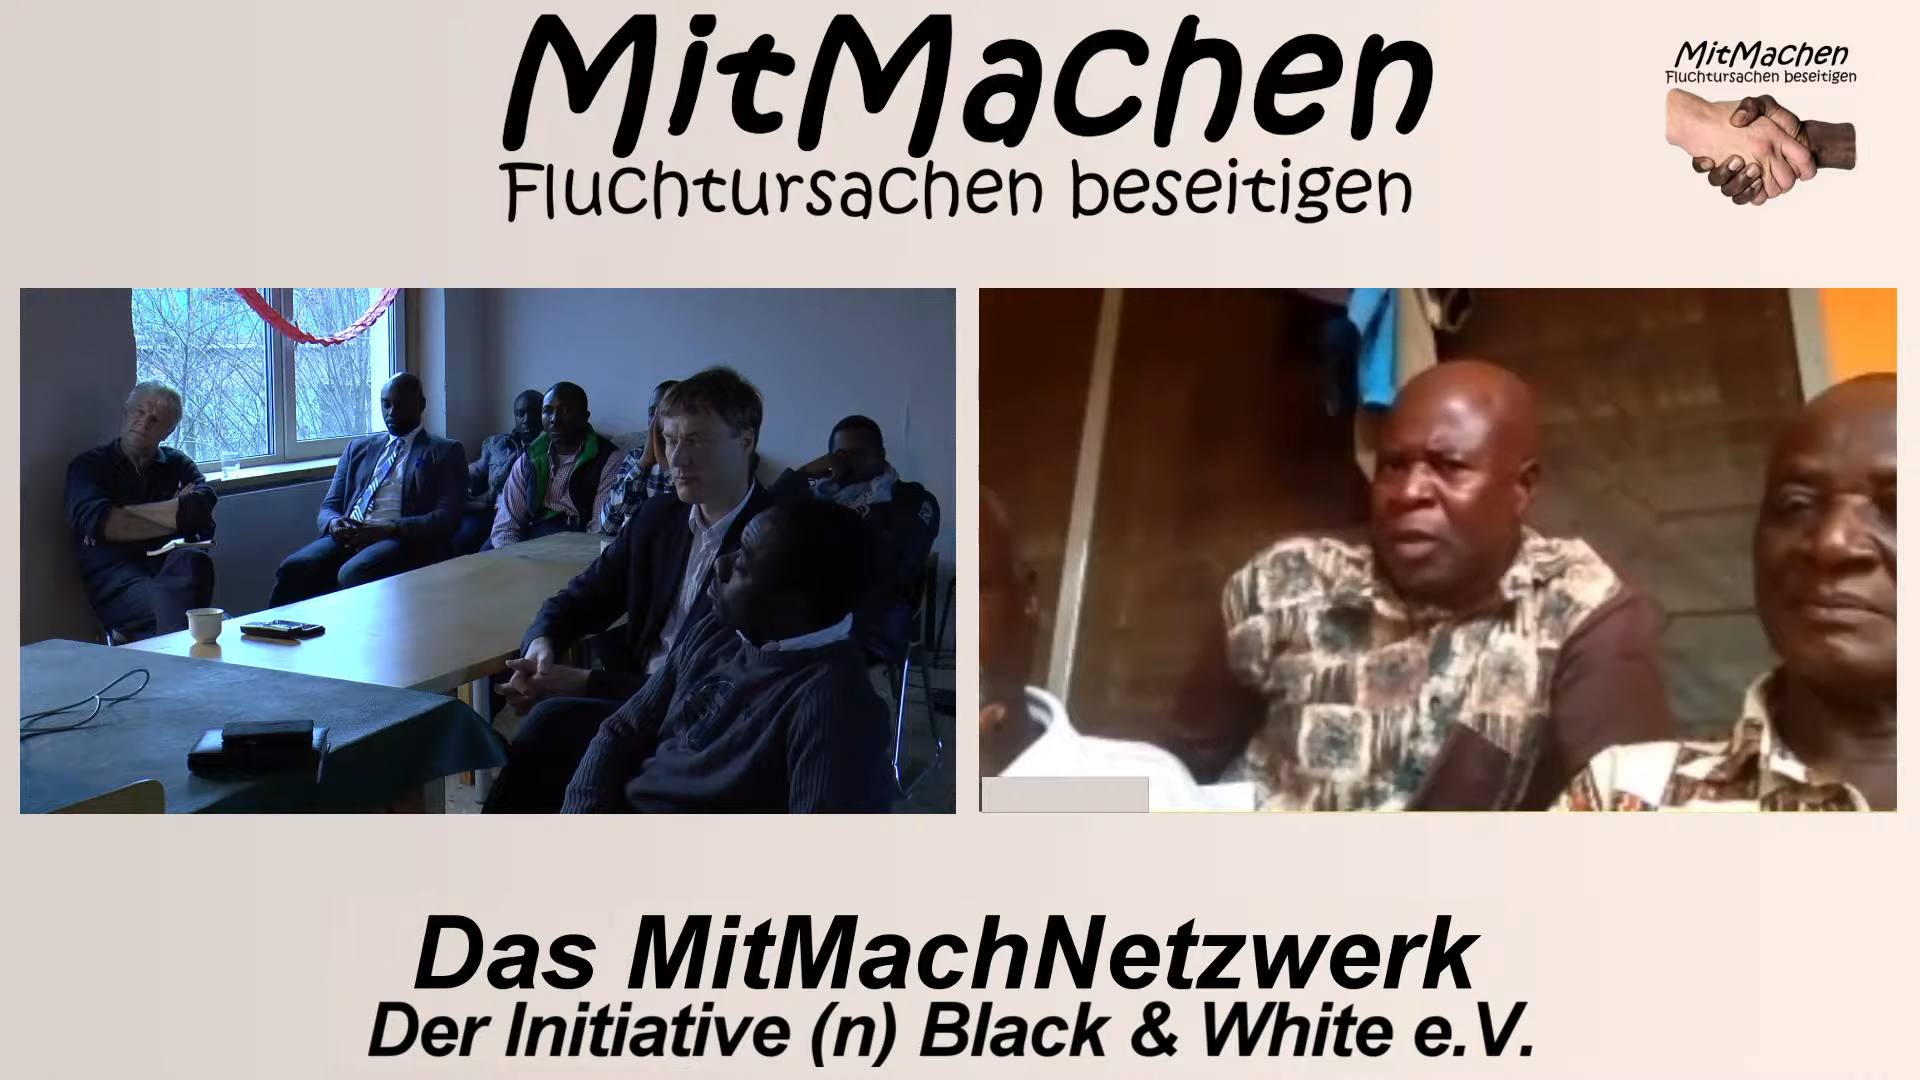 MitMachen
Fluchtursachen beseitigen
MitMachen
Fluchtursachen beseitigen
Das MitMachNetzwerk
Der Initiative (n) Black & White e.V.